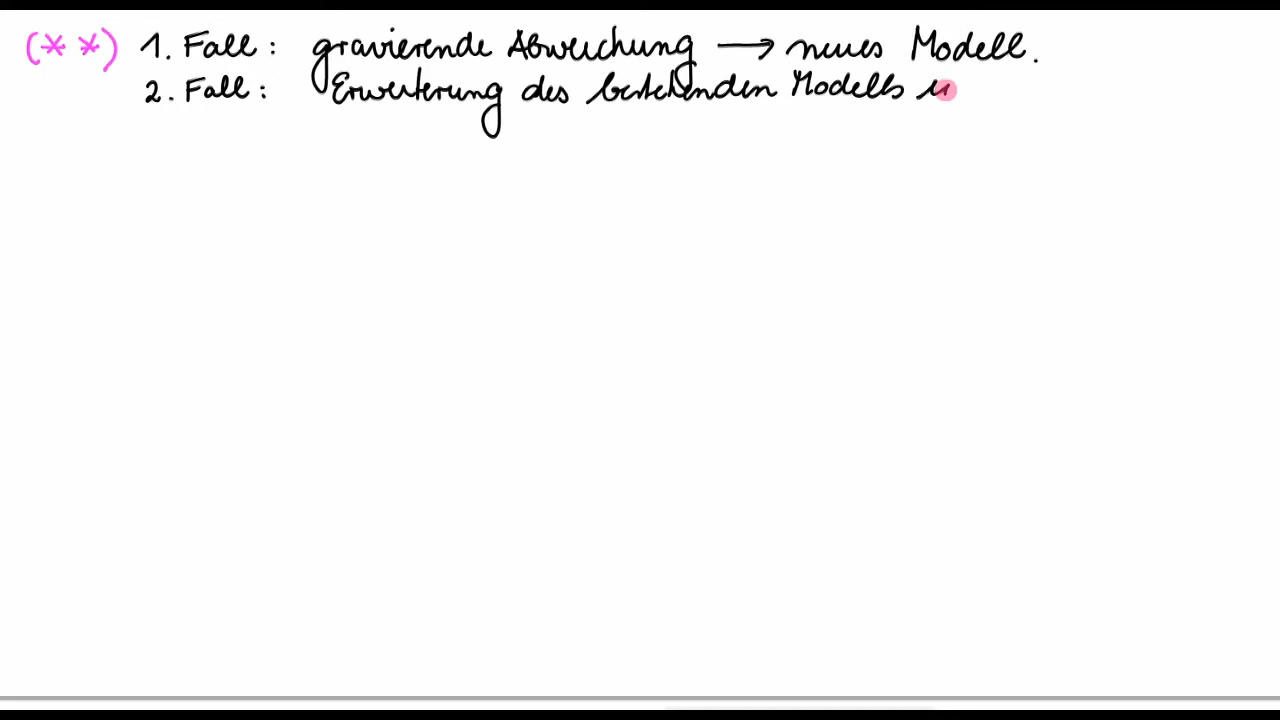 (**) 1. Fall: gravierende Abweichung → neues Modell.
2. Fall: Erweiterung des bestehenden Modells